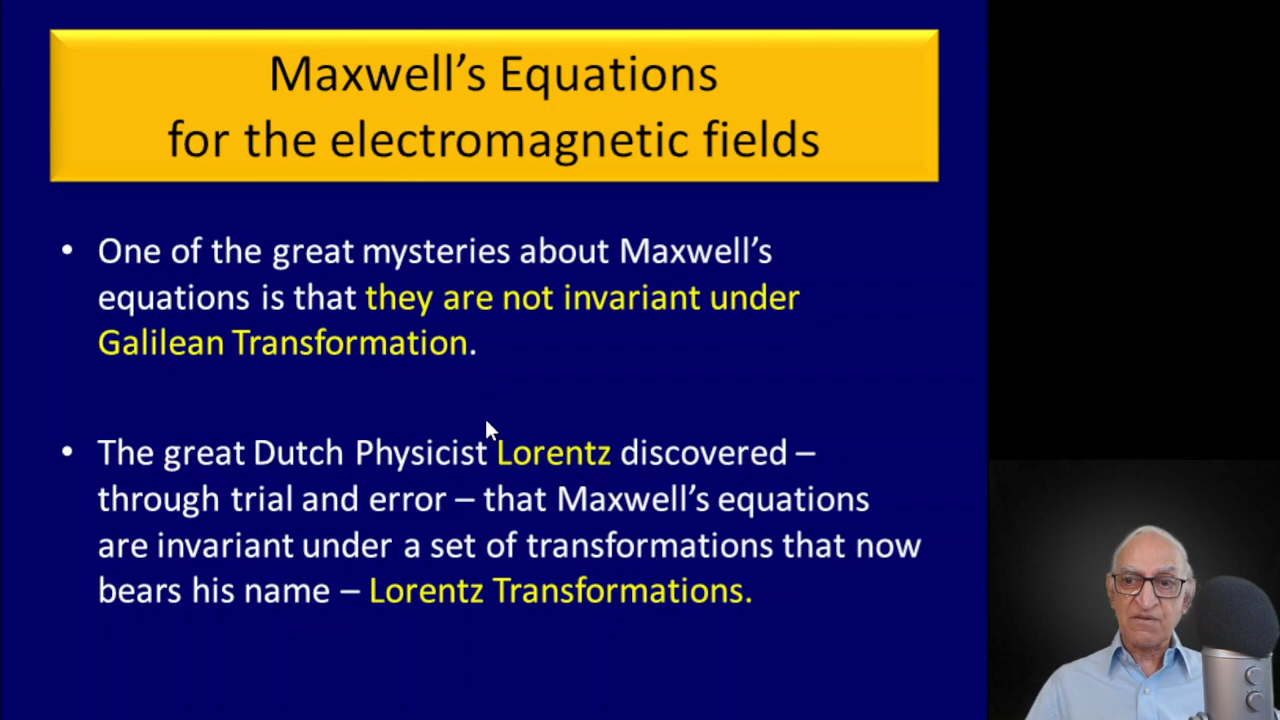 Maxwell’s Equations
for the electromagnetic fields
• One of the great mysteries about Maxwell’s
equations is that they are not invariant under
Galilean Transformation.
• The great Dutch Physicist Lorentz discovered –
through trial and error – that Maxwell’s equations
are invariant under a set of transformations that now
bears his name – Lorentz Transformations.